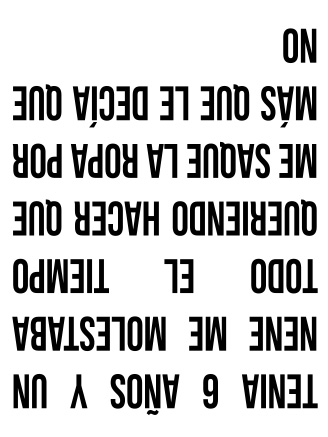 TENIA 6 AÑOS Y UN
NENE ME MOLESTABA
TODO EL TIEMPO
QUERIENDO HACER QUE
ME SAQUE LA ROPA POR
MÁS QUE LE DECÍA QUE
NO